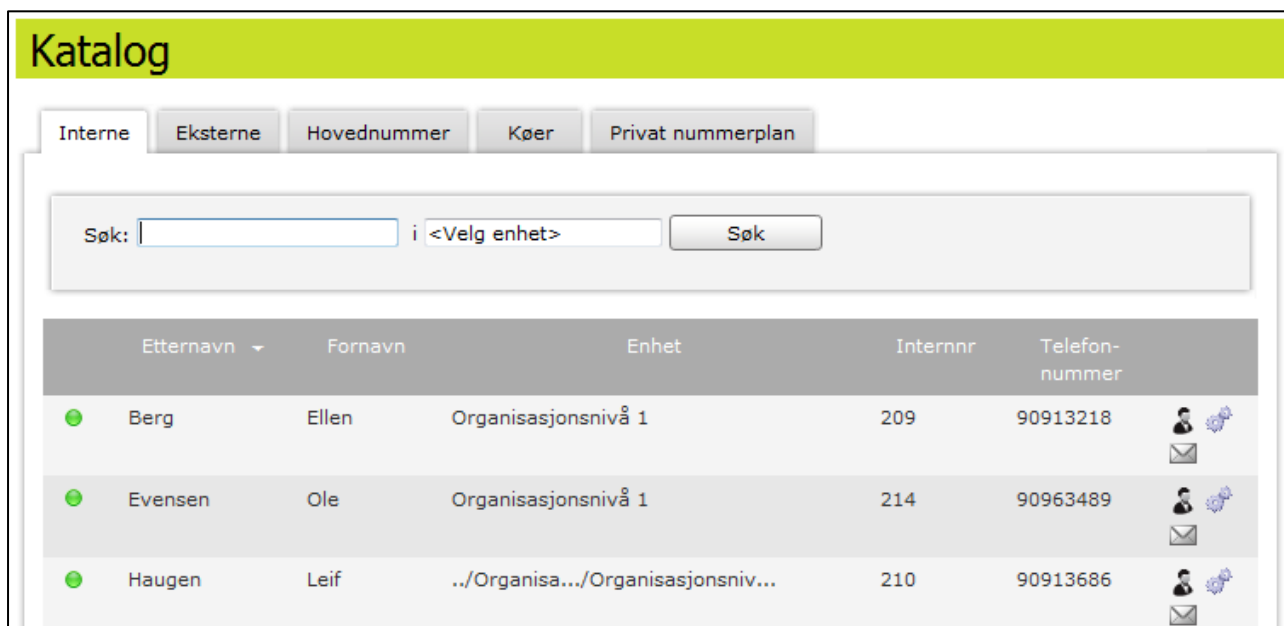 Katalog
Interne Eksterne Hovednummer Køer Privat nummerplan
Søk: i <Velg enhet> Søk
Etternavn Fornavn Enhet Internnr Telefon-
nummer
Berg Ellen Organisasjonsnivå 1 209 90913218
Evensen Ole Organisasjonsnivå 1 214 90963489
Haugen Leif ../Organisa.../Organisasjonsniv... 210 90913686